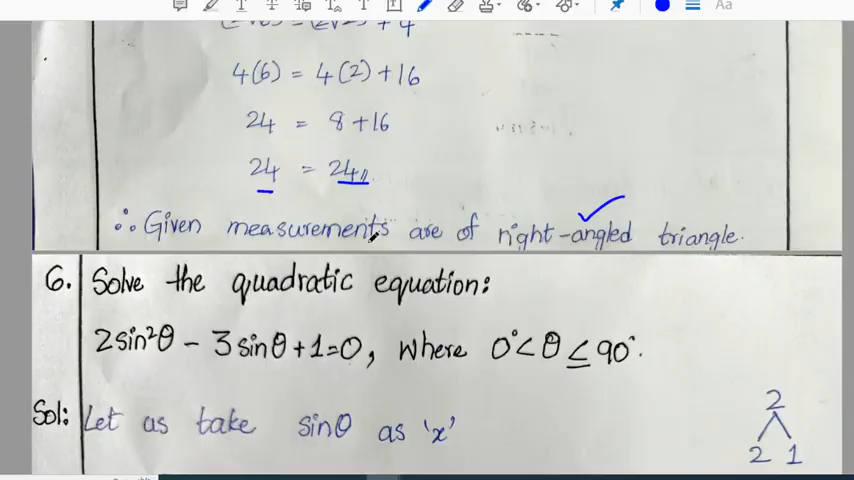 4(6) = 4(2) + 16
24 = 8 + 16
24 = 24
∴ Given measurements are of right-angled triangle.
6. Solve the quadratic equation:
2sin²θ - 3sinθ + 1 = 0, where 0° < θ ≤ 90°.
Sol: Let as take sinθ as 'x'
2
2 1